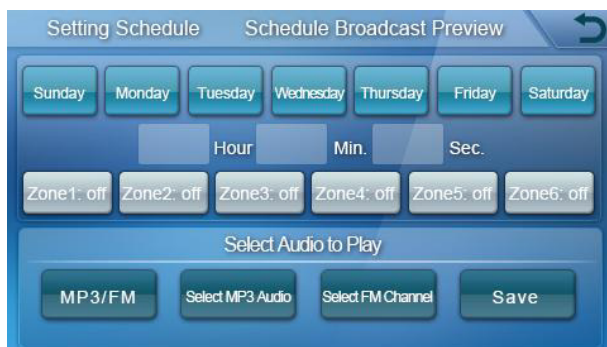 Setting Schedule Schedule Broadcast Preview
Sunday Monday Tuesday Wednesday Thursday Friday Saturday
Hour Min. Sec.
Zone1: off Zone2: off Zone3: off Zone4: off Zone5: off Zone6: off
Select Audio to Play
MP3/FM Select MP3 Audio Select FM Channel Save